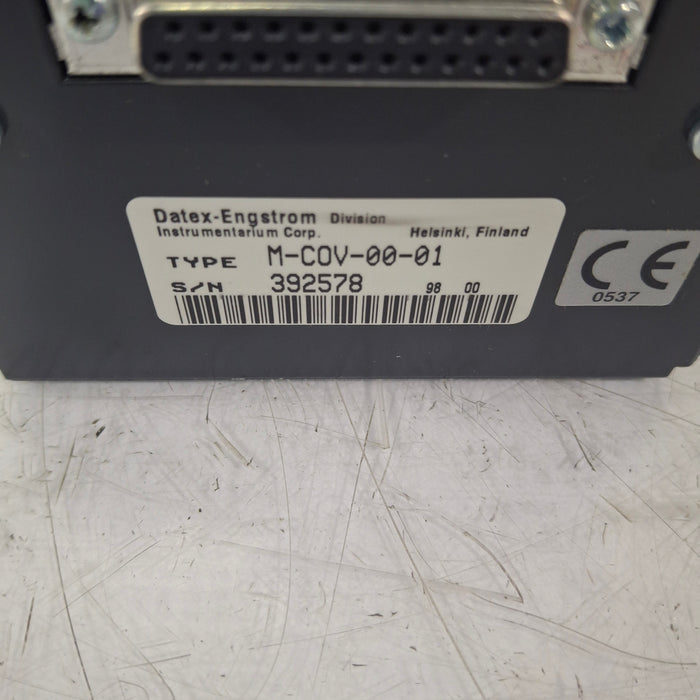 Datex-Engstrom Division
Instrumentarium Corp. Helsinki, Finland
TYPE M-COV-00-01
S/N 392578 98 00
CE
0537